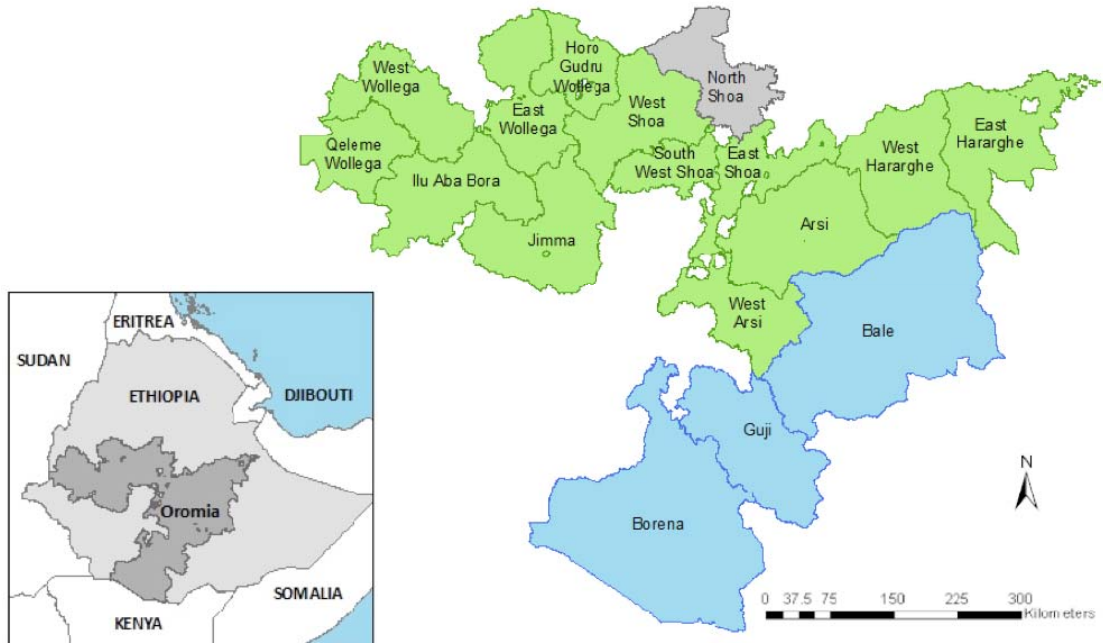 Horo
Gudru
Wollega
North
Shoa
West
Wollega
West
Shoa
East
Wollega
East
Hararghe
West
Hararghe
Qeleme
Wollega
South
West Shoa
East
Shoa
Ilu Aba Bora
Arsi
Jimma
West
Arsi
Bale
Guji
Borena
N
0 37.5 75 150 225 300
Kilometers
ERITREA
SUDAN
ETHIOPIA
DJIBOUTI
Oromia
SOMALIA
KENYA